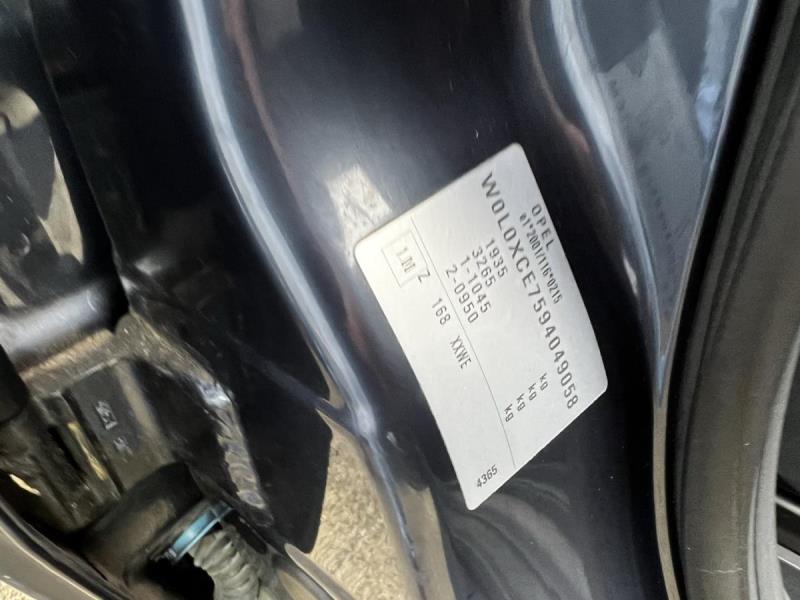 OPEL
e1*2001/116*0215
W0L0XCE7594049058
1935 kg
3265 kg
1-1045 kg
2-0950 kg
Z 168 XXWE
4365